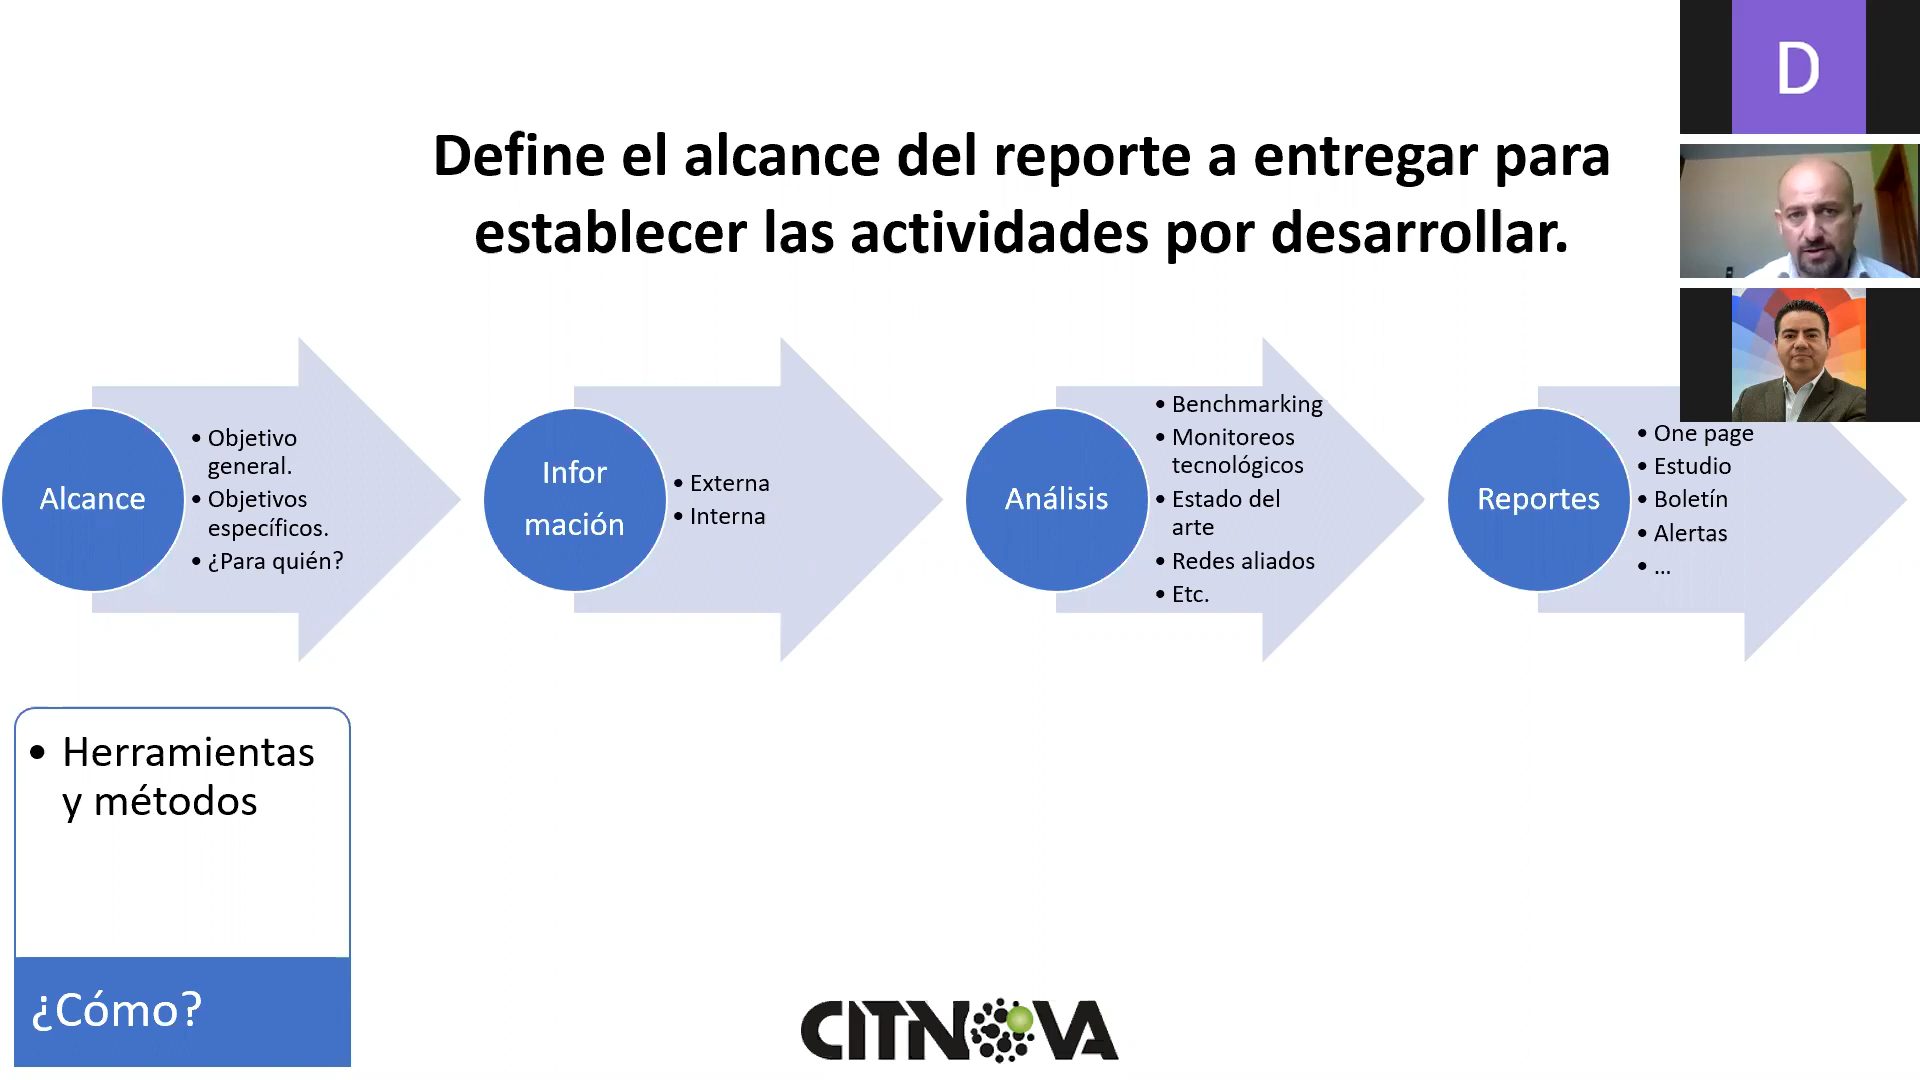 D
Define el alcance del reporte a entregar para
establecer las actividades por desarrollar.
Alcance
• Objetivo
general.
• Objetivos
específicos.
• ¿Para quién?
Infor
mación
• Externa
• Interna
Análisis
• Benchmarking
• Monitoreos
tecnológicos
• Estado del
arte
• Redes aliados
• Etc.
Reportes
• One page
• Estudio
• Boletín
• Alertas
• ...
• Herramientas
y métodos
¿Cómo?
CITNOVA